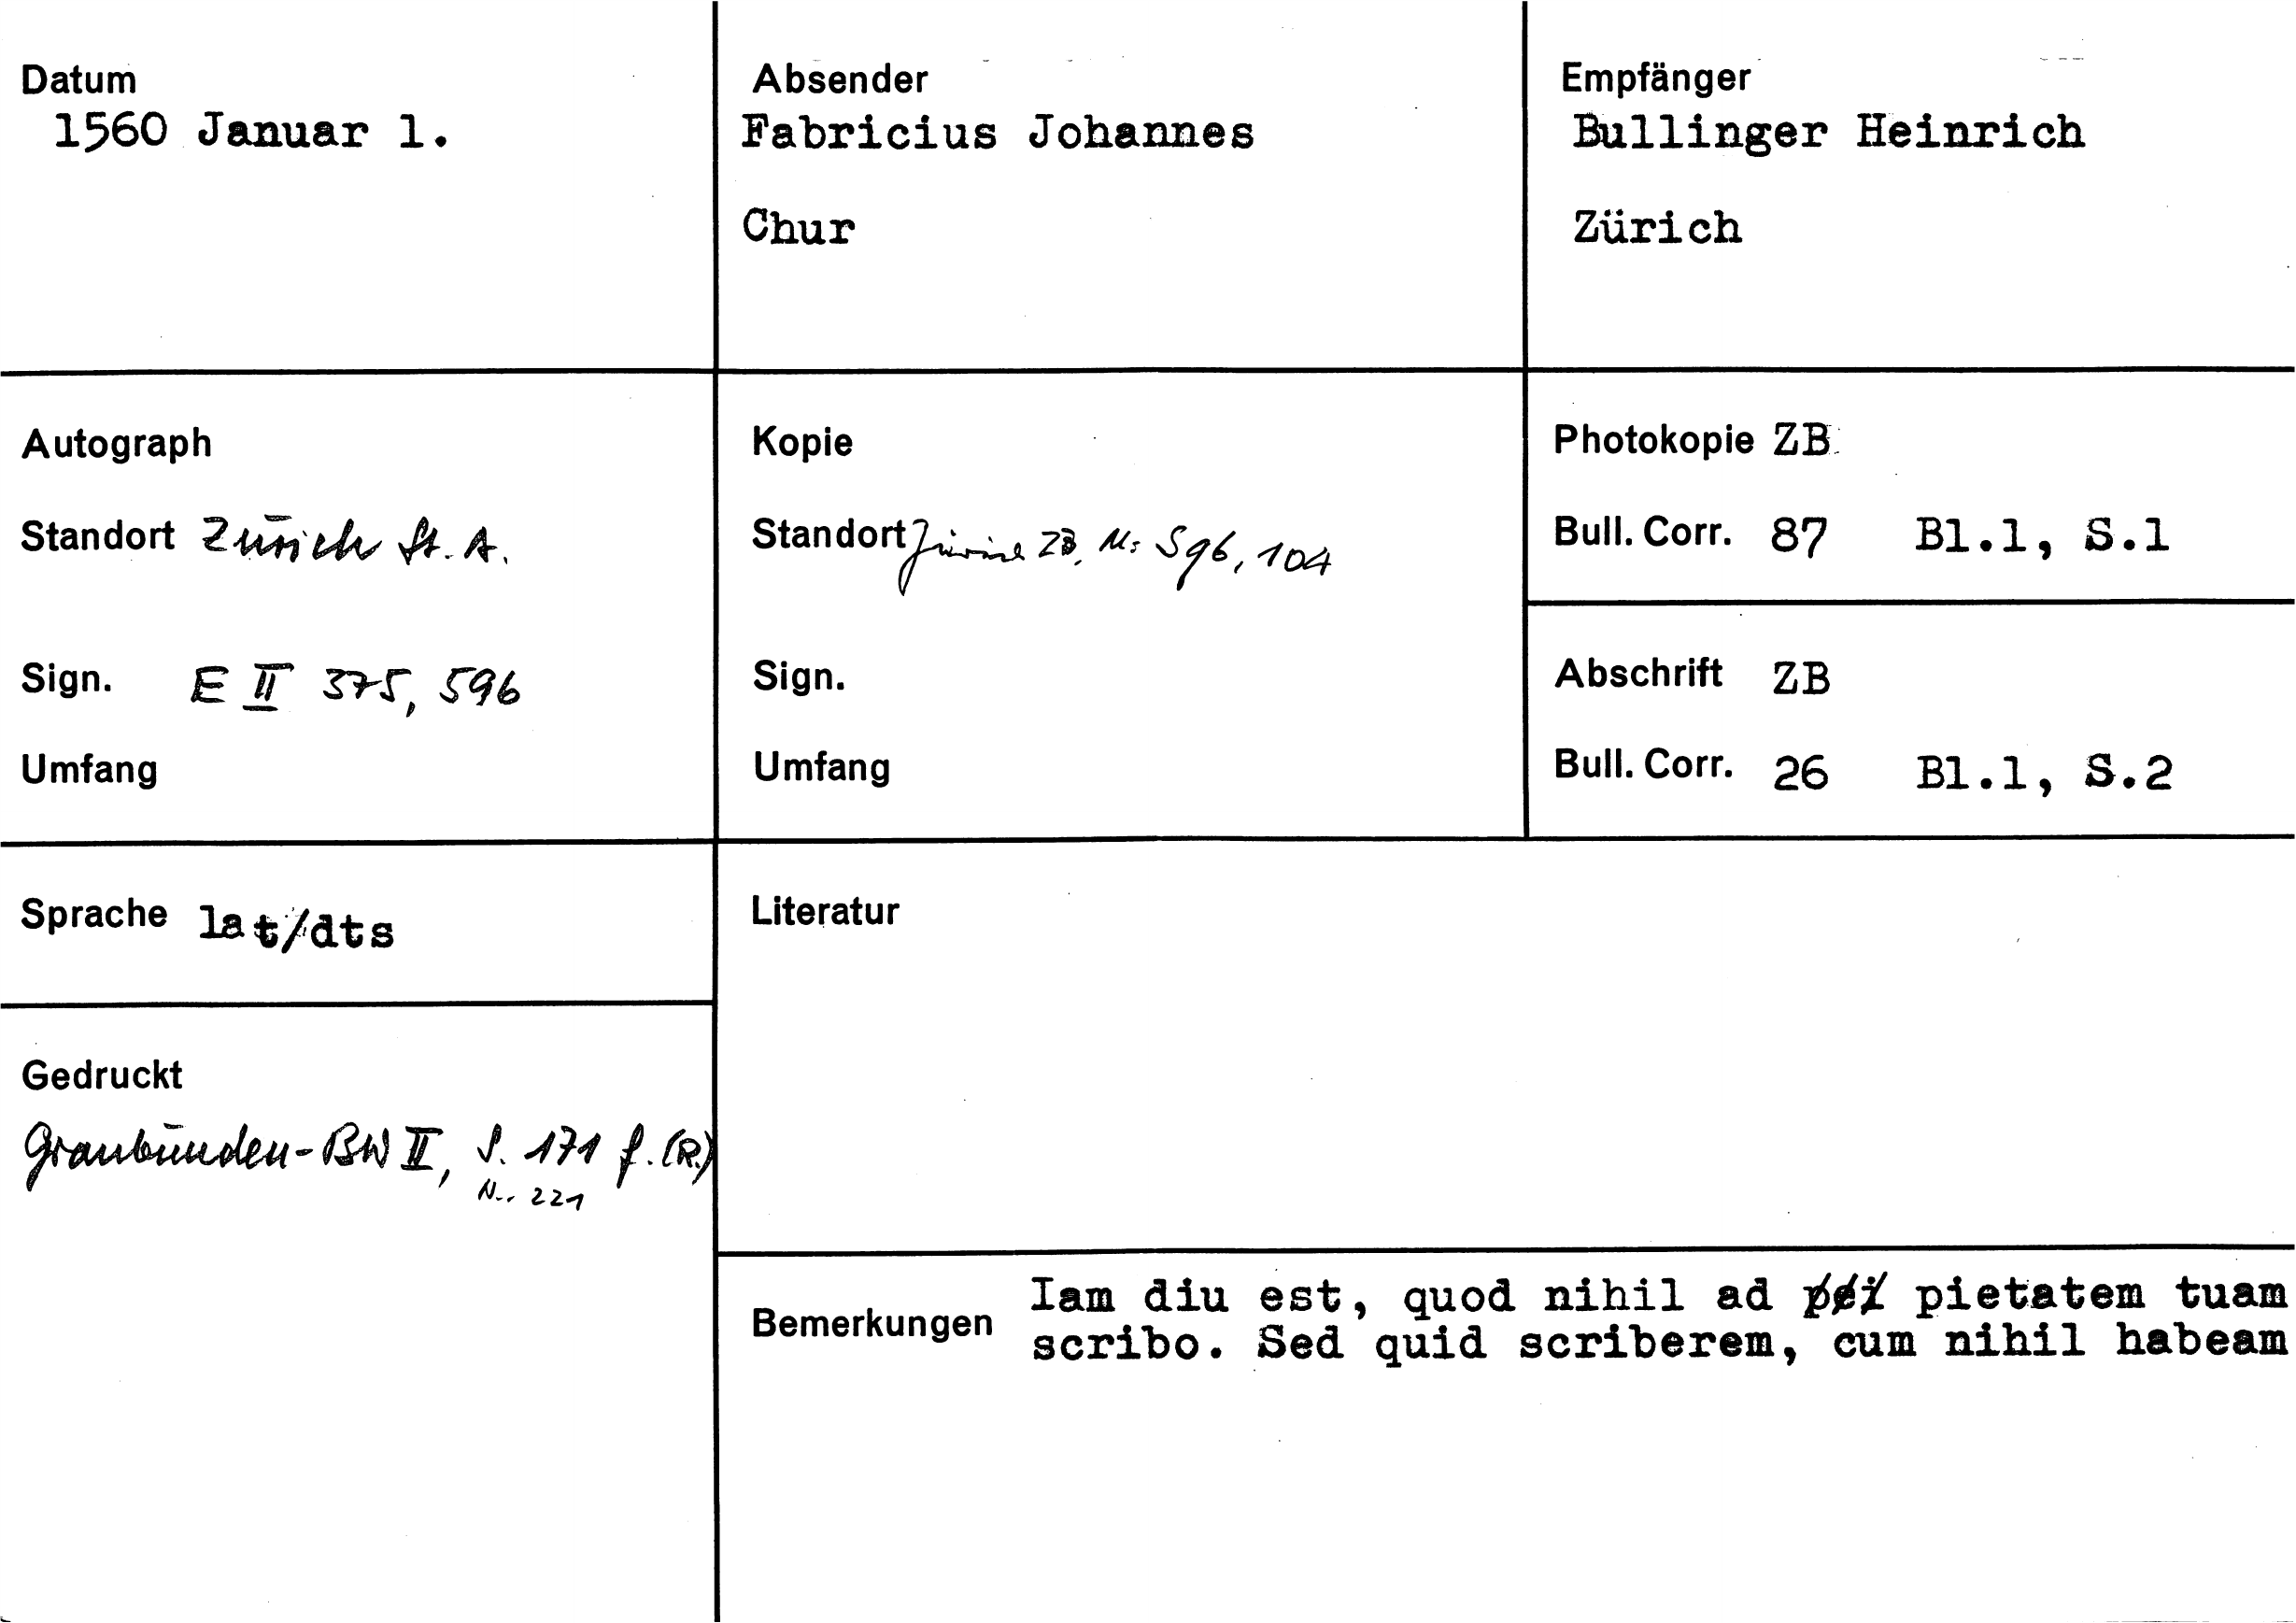 Datum
1560 Januar 1.
Absender
Fabricius Johannes
Chur
Empfänger
Bullinger Heinrich
Zürich
Autograph
Standort Zürich St. A.
Sign. E II 375, 596
Umfang
Kopie
Standort Zürich ZB, Ms S 96, 104
Sign.
Umfang
Photokopie ZB
Bull. Corr. 87 Bl.1, S.1
Abschrift ZB
Bull. Corr. 26 Bl.1, S.2
Sprache lat/dts
Literatur
Gedruckt
Graubünden-BW II, S. 171 f. (R.)
Nr. 221
Bemerkungen
Iam diu est, quod nihil ad pietatem tuam
scribo. Sed quid scriberem, cum nihil habeam